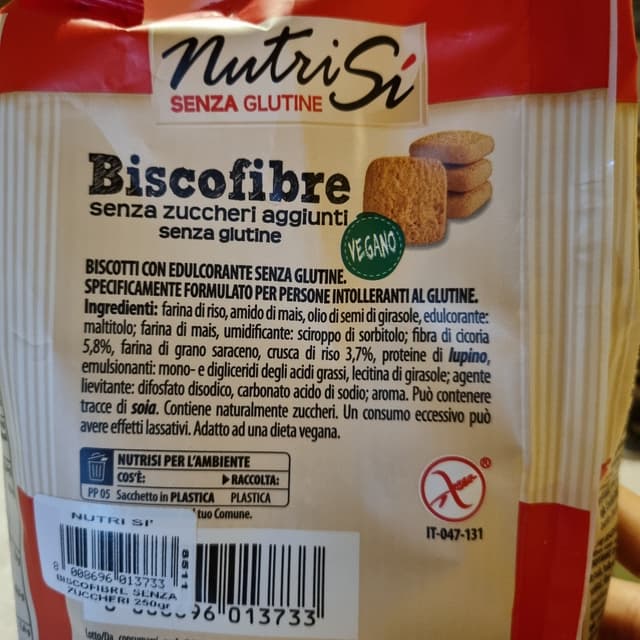 nutriSì
SENZA GLUTINE
Biscofibre
senza zuccheri aggiunti
senza glutine
VEGANO
BISCOTTI CON EDULCORANTE SENZA GLUTINE.
SPECIFICAMENTE FORMULATO PER PERSONE INTOLLERANTI AL GLUTINE.
Ingredienti: farina di riso, amido di mais, olio di semi di girasole, edulcorante:
maltitolo; farina di mais, umidificante: sciroppo di sorbitolo; fibra di cicoria
5,8%, farina di grano saraceno, crusca di riso 3,7%, proteine di lupino,
emulsionanti: mono- e digliceridi degli acidi grassi, lecitina di girasole; agente
lievitante: difosfato disodico, carbonato acido di sodio; aroma. Può contenere
tracce di soia. Contiene naturalmente zuccheri. Un consumo eccessivo può
avere effetti lassativi. Adatto ad una dieta vegana.
NUTRISI PER L'AMBIENTE
COS'È: RACCOLTA:
PP 05 Sacchetto in PLASTICA PLASTICA
tuo Comune.
®
IT-047-131
NUTRI SI'
8 008696 013733
8511
BISCOFIBRE SENZA
ZUCCHERI 250gr
96 013733